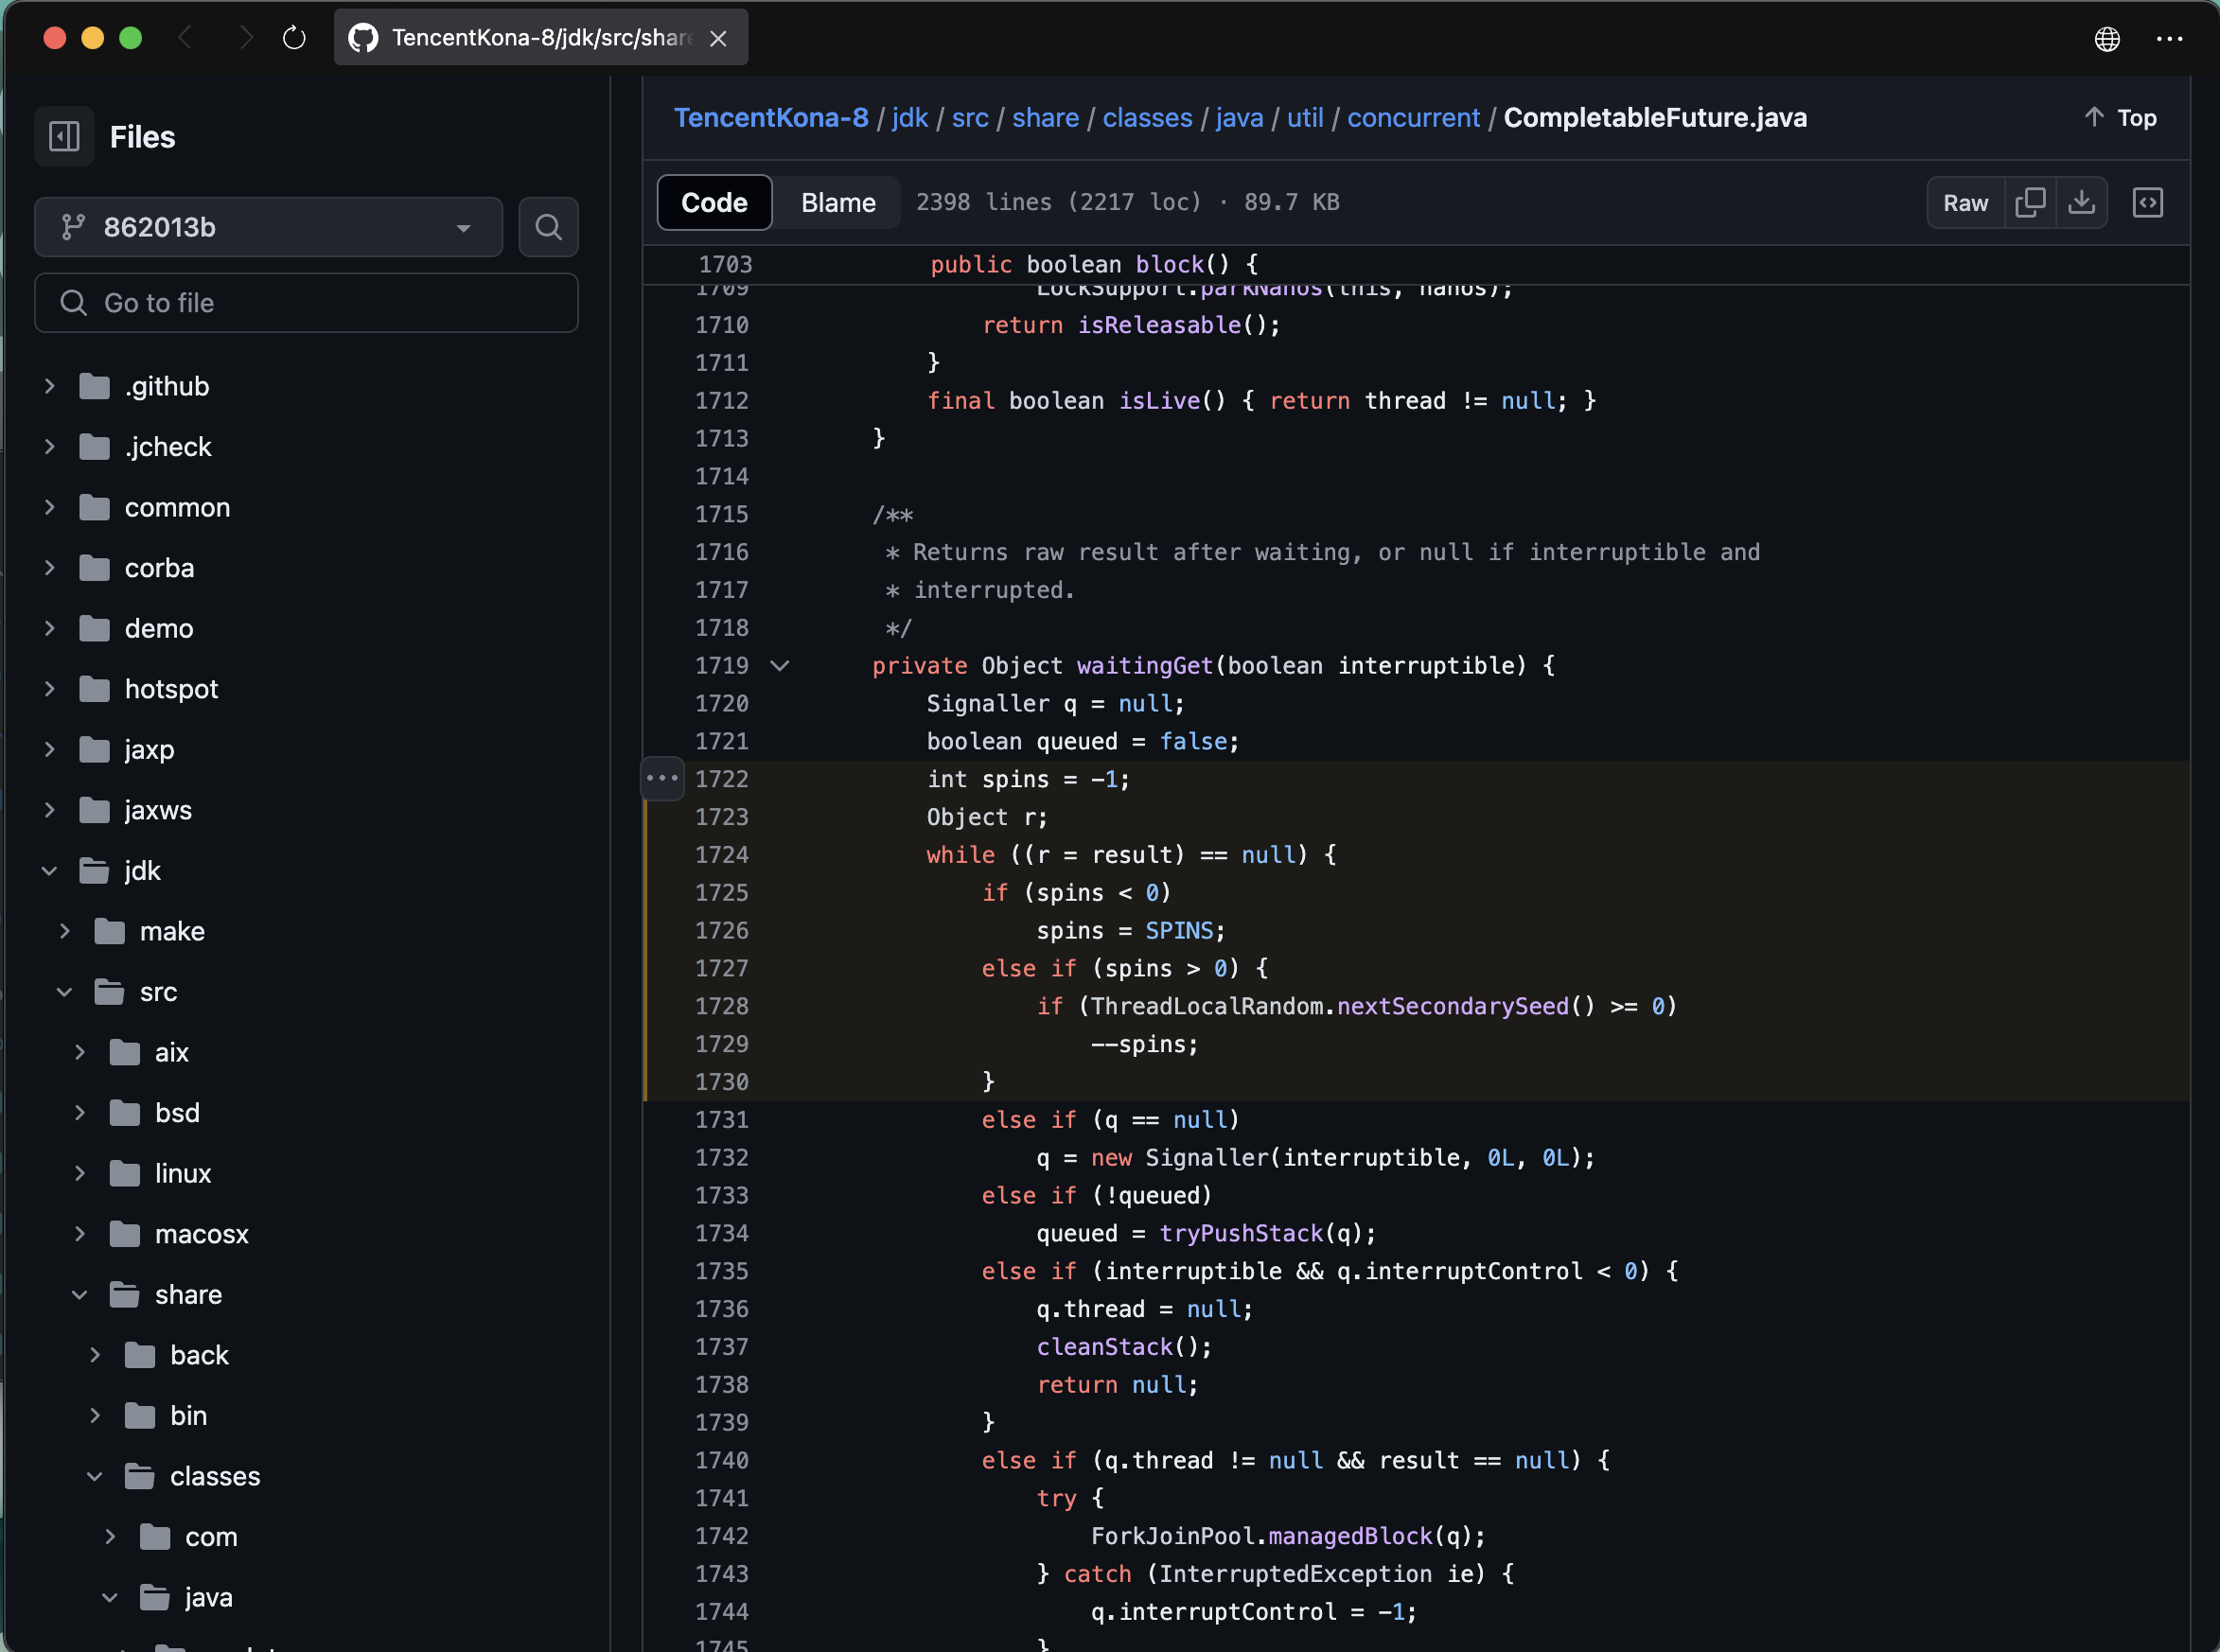 TencentKona-8/jdk/src/share
Files
862013b
Go to file
.github
.jcheck
common
corba
demo
hotspot
jaxp
jaxws
jdk
make
src
aix
bsd
linux
macosx
share
back
bin
classes
com
java
TencentKona-8 / jdk / src / share / classes / java / util / concurrent / CompletableFuture.java
Top
Code Blame 2398 lines (2217 loc) · 89.7 KB Raw
1703 public boolean block() {
1709 LockSupport.parkNanos(this, nanos);
1710 return isReleasable();
1711 }
1712 final boolean isLive() { return thread != null; }
1713 }
1714
1715 /**
1716 * Returns raw result after waiting, or null if interruptible and
1717 * interrupted.
1718 */
1719 private Object waitingGet(boolean interruptible) {
1720 Signaller q = null;
1721 boolean queued = false;
1722 int spins = -1;
1723 Object r;
1724 while ((r = result) == null) {
1725 if (spins < 0)
1726 spins = SPINS;
1727 else if (spins > 0) {
1728 if (ThreadLocalRandom.nextSecondarySeed() >= 0)
1729 --spins;
1730 }
1731 else if (q == null)
1732 q = new Signaller(interruptible, 0L, 0L);
1733 else if (!queued)
1734 queued = tryPushStack(q);
1735 else if (interruptible && q.interruptControl < 0) {
1736 q.thread = null;
1737 cleanStack();
1738 return null;
1739 }
1740 else if (q.thread != null && result == null) {
1741 try {
1742 ForkJoinPool.managedBlock(q);
1743 } catch (InterruptedException ie) {
1744 q.interruptControl = -1;
1745 }